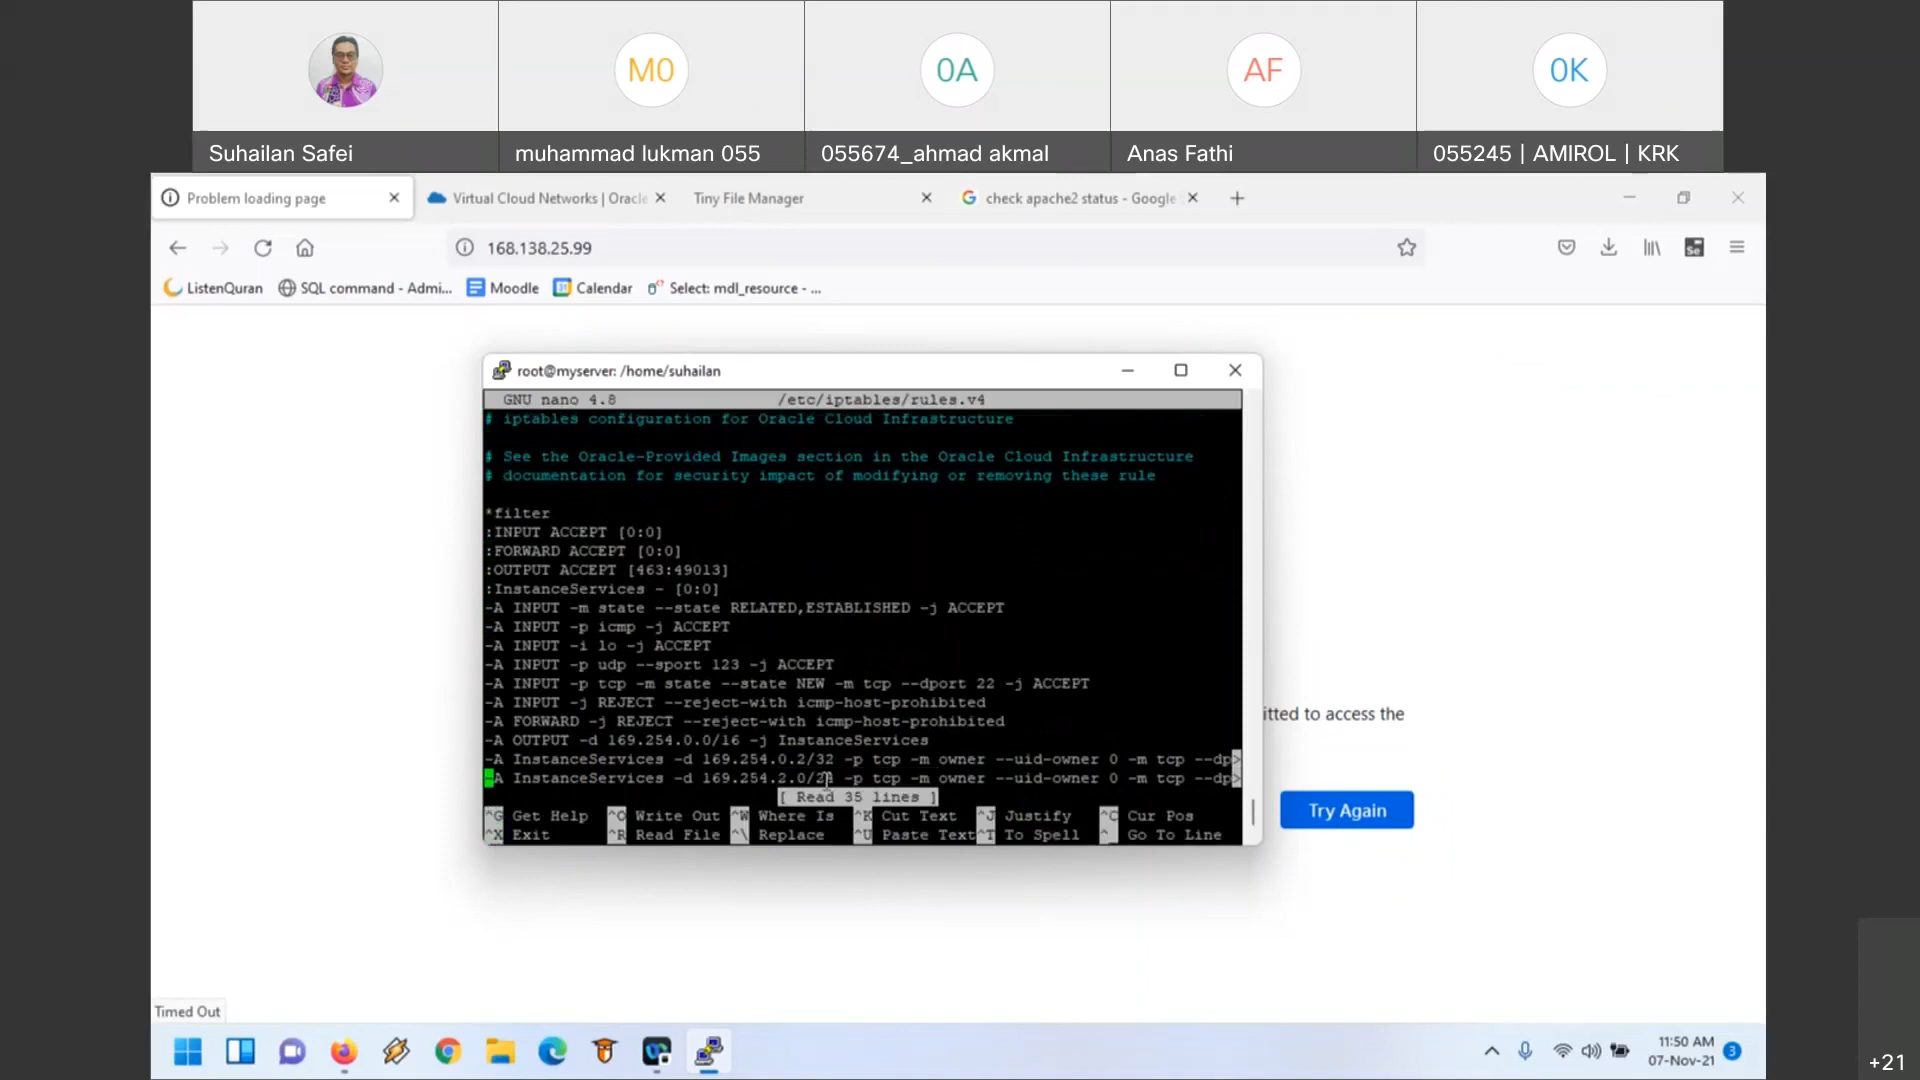 M0
0A
AF
0K
Suhailan Safei
muhammad lukman 055
055674_ahmad akmal
Anas Fathi
055245 | AMIROL | KRK
Problem loading page
Virtual Cloud Networks | Oracle
Tiny File Manager
check apache2 status - Google
168.138.25.99
ListenQuran
SQL command - Admi...
Moodle
Calendar
Select: mdl_resource - ...
root@myserver: /home/suhailan
GNU nano 4.8 /etc/iptables/rules.v4
# iptables configuration for Oracle Cloud Infrastructure
# See the Oracle-Provided Images section in the Oracle Cloud Infrastructure
# documentation for security impact of modifying or removing these rule
*filter
:INPUT ACCEPT [0:0]
:FORWARD ACCEPT [0:0]
:OUTPUT ACCEPT [463:49013]
:InstanceServices - [0:0]
-A INPUT -m state --state RELATED,ESTABLISHED -j ACCEPT
-A INPUT -p icmp -j ACCEPT
-A INPUT -i lo -j ACCEPT
-A INPUT -p udp --sport 123 -j ACCEPT
-A INPUT -p tcp -m state --state NEW -m tcp --dport 22 -j ACCEPT
-A INPUT -j REJECT --reject-with icmp-host-prohibited
-A FORWARD -j REJECT --reject-with icmp-host-prohibited
-A OUTPUT -d 169.254.0.0/16 -j InstanceServices
-A InstanceServices -d 169.254.0.2/32 -p tcp -m owner --uid-owner 0 -m tcp --dp>
-A InstanceServices -d 169.254.2.0/24 -p tcp -m owner --uid-owner 0 -m tcp --dp>
[ Read 35 lines ]
^G Get Help ^O Write Out ^W Where Is ^K Cut Text ^J Justify ^C Cur Pos
^X Exit ^R Read File ^\ Replace ^U Paste Text ^T To Spell ^_ Go To Line
itted to access the
Try Again
Timed Out
11:50 AM
07-Nov-21
3
+21